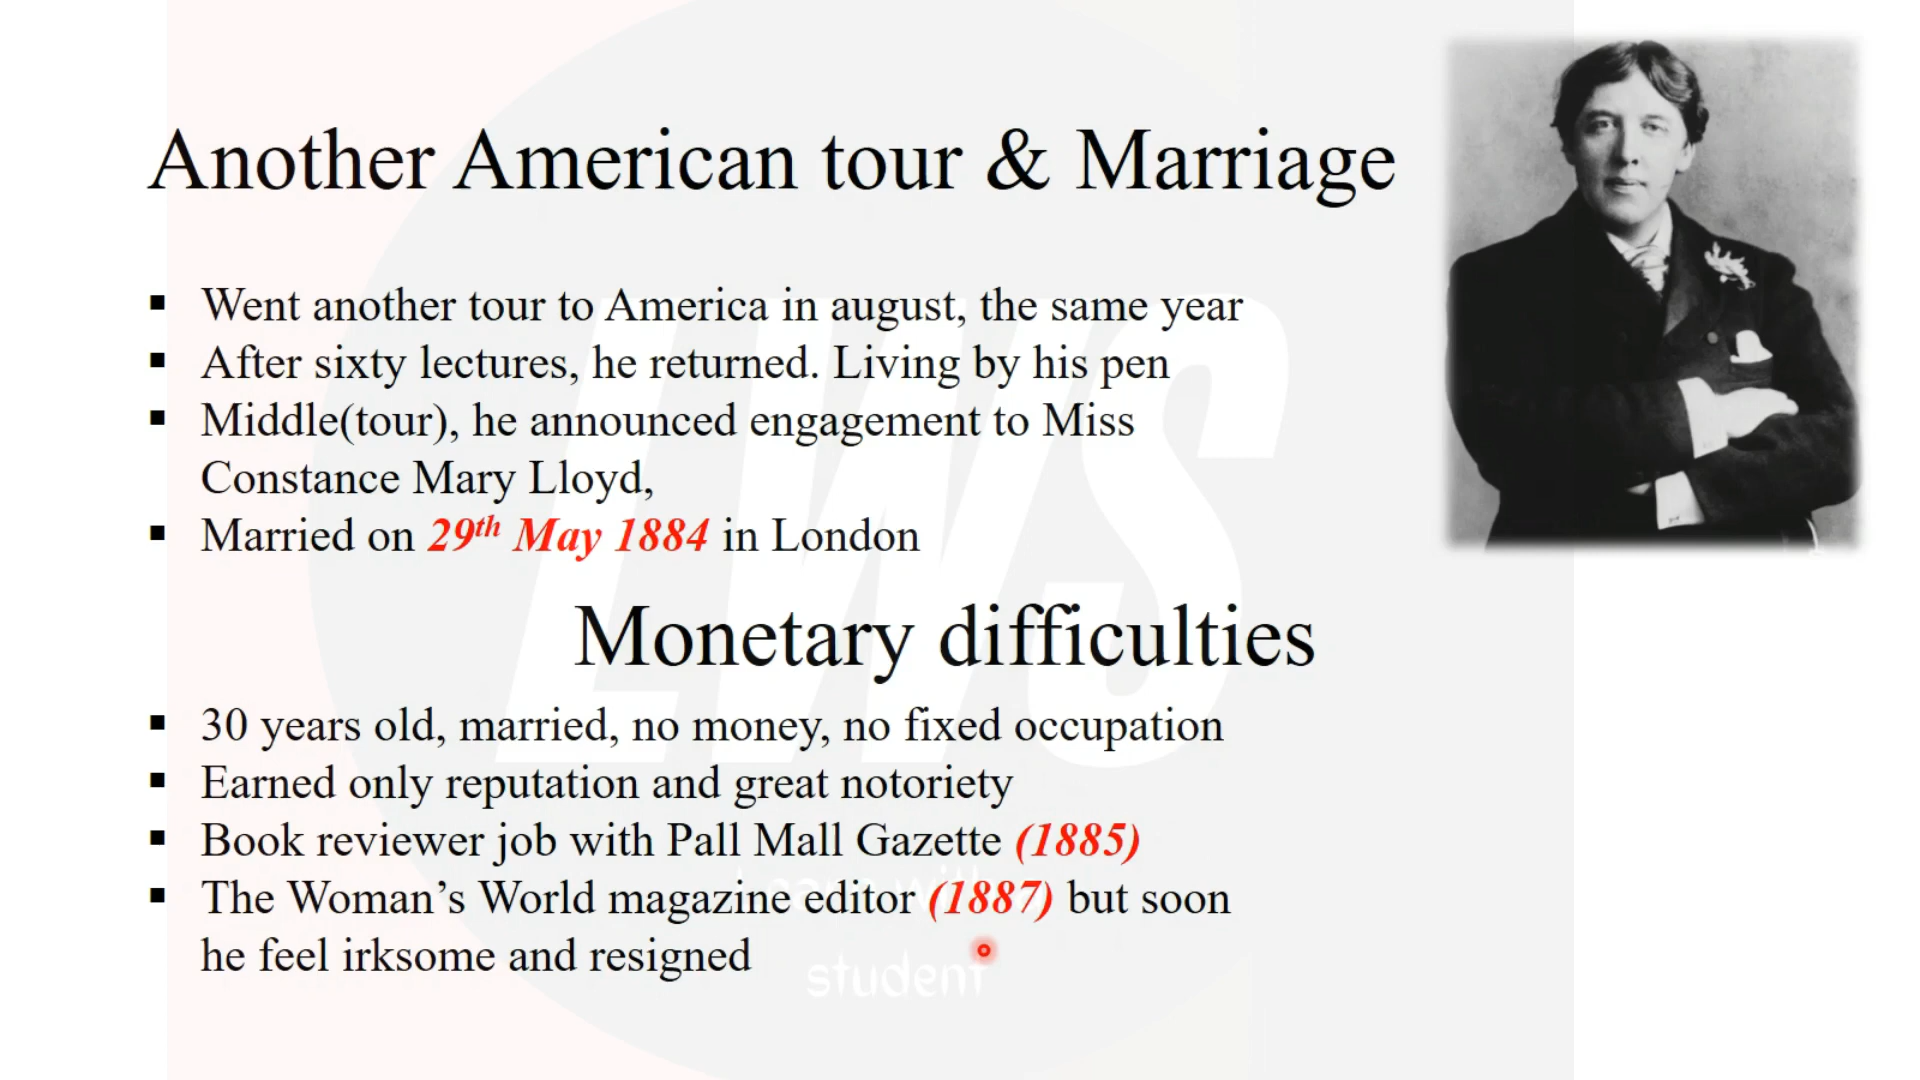 Another American tour & Marriage
▪ Went another tour to America in august, the same year
▪ After sixty lectures, he returned. Living by his pen
▪ Middle(tour), he announced engagement to Miss
Constance Mary Lloyd,
▪ Married on 29th May 1884 in London
Monetary difficulties
▪ 30 years old, married, no money, no fixed occupation
▪ Earned only reputation and great notoriety
▪ Book reviewer job with Pall Mall Gazette (1885)
▪ The Woman’s World magazine editor (1887) but soon
he feel irksome and resigned
LWS
student